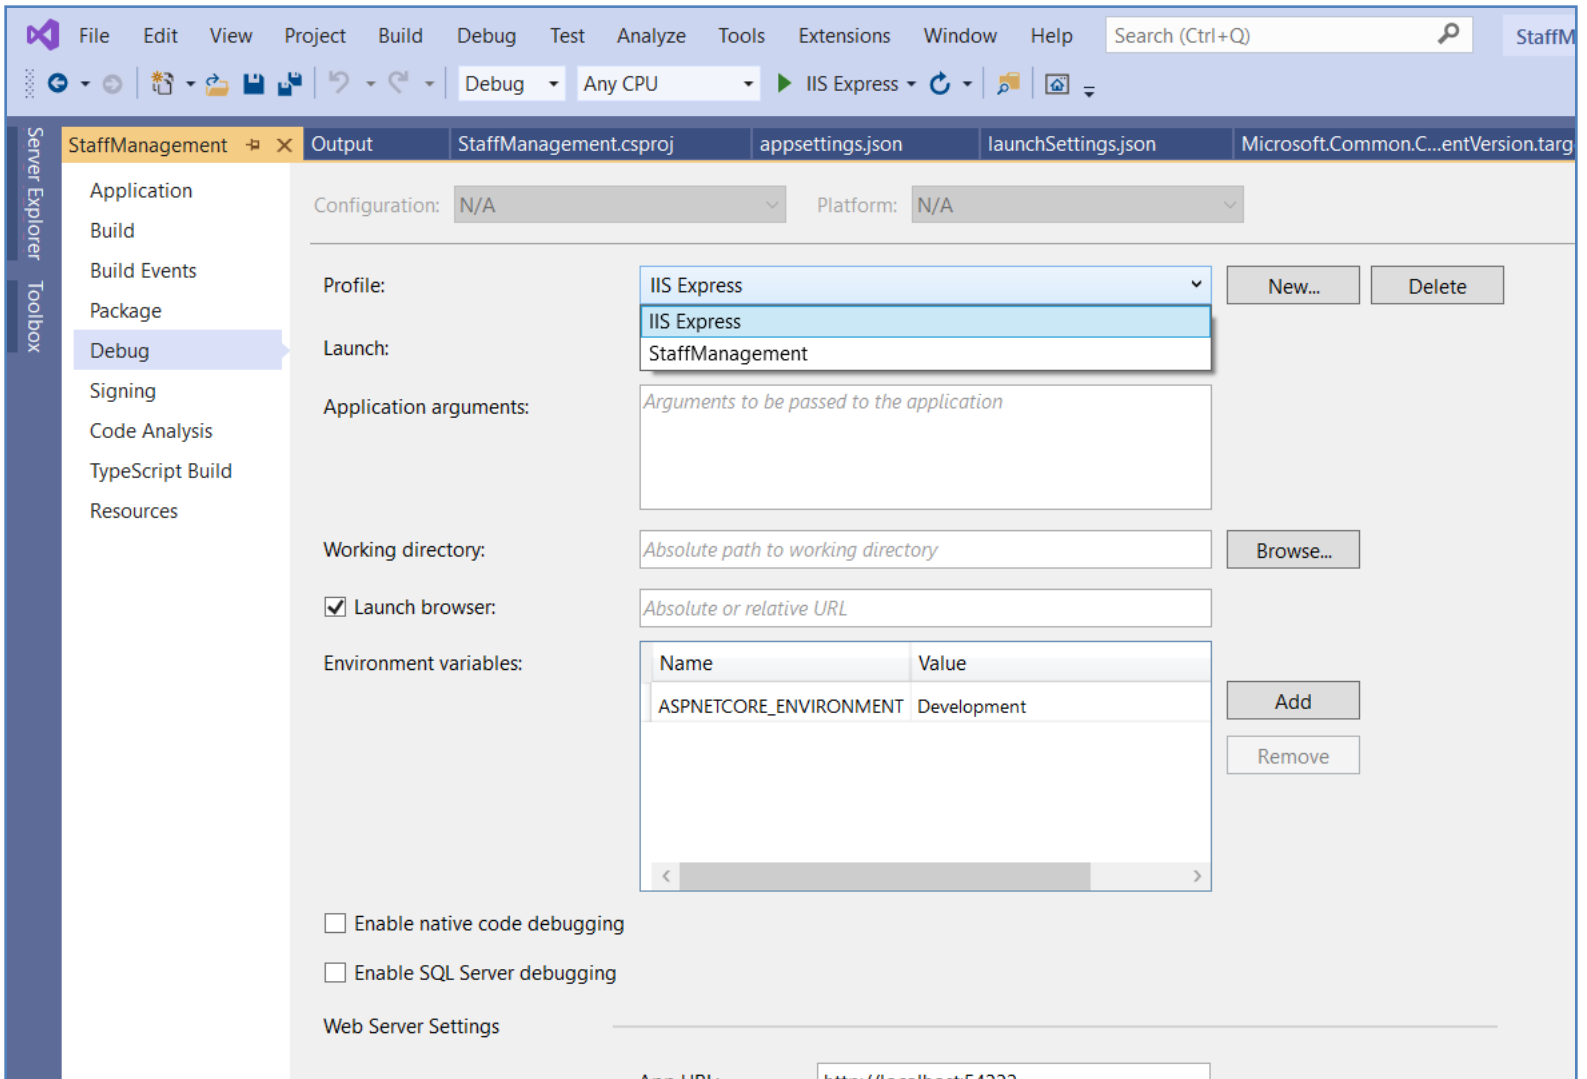 File Edit View Project Build Debug Test Analyze Tools Extensions Window Help Search (Ctrl+Q) StaffM
Debug Any CPU IIS Express
Server Explorer
Toolbox
StaffManagement Output StaffManagement.csproj appsettings.json launchSettings.json Microsoft.Common.C...entVersion.targ
Application
Build
Build Events
Package
Debug
Signing
Code Analysis
TypeScript Build
Resources
Configuration: N/A Platform: N/A
Profile: IIS Express New... Delete
IIS Express
StaffManagement
Launch:
Application arguments: Arguments to be passed to the application
Working directory: Absolute path to working directory Browse...
Launch browser: Absolute or relative URL
Environment variables: Name Value
ASPNETCORE_ENVIRONMENT Development
Add
Remove
Enable native code debugging
Enable SQL Server debugging
Web Server Settings
App URL: